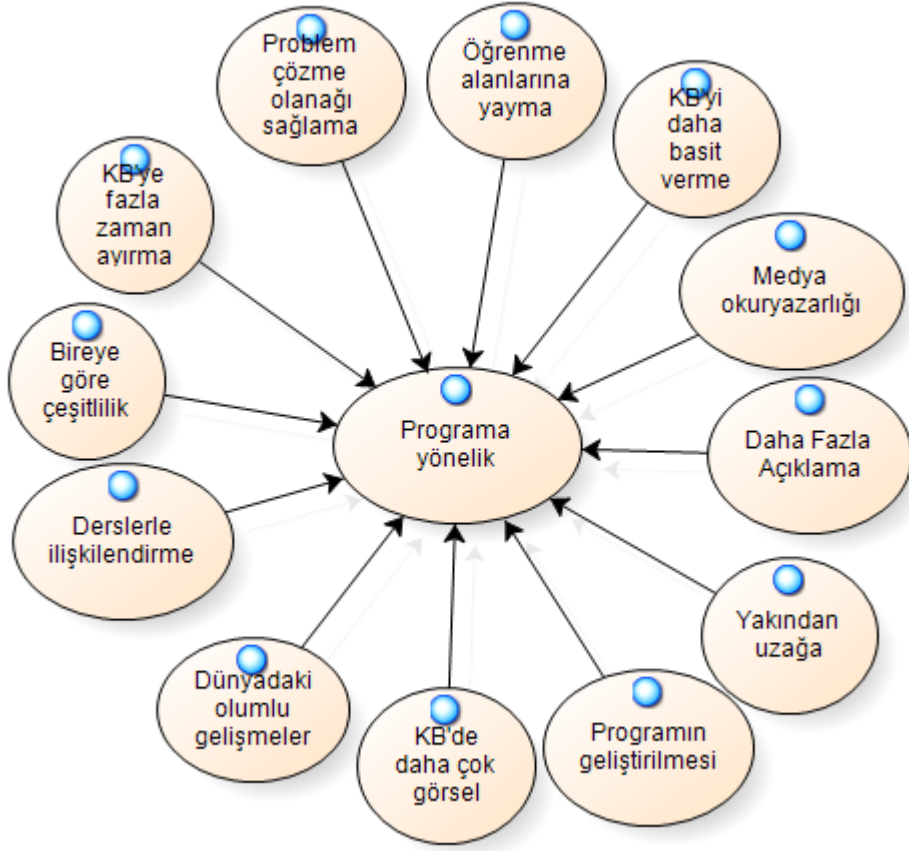 Problem
çözme
olanağı
sağlama
Öğrenme
alanlarına
yayma
KB'yi
daha
basit
verme
KB'ye
fazla
zaman
ayırma
Medya
okuryazarlığı
Bireye
göre
çeşitlilik
Programa
yönelik
Daha Fazla
Açıklama
Derslerle
ilişkilendirme
Yakından
uzağa
Dünyadaki
olumlu
gelişmeler
KB'de
daha çok
görsel
Programın
geliştirilmesi